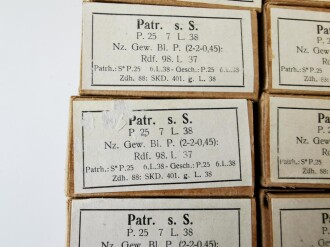 Patr. s. S.
P. 25 7 L. 38
Nz. Gew. Bl. P. (2-2-0,45):
Rdf. 98. L 37
Patrh.: S* P.25 6.L.38 - Gesch.: P.25 6.L.38
Zdh. 88: SKD. 401. g. L. 38
Patr. s. S.
P 25 7 L. 38
Nz. Gew. Bl. P. (2-2-0,45):
Rdf. 98. L 37
Patrh.: S* P.25 6.L.38 - Gesch.: P.25 6.L.38
Zdh. 88: SKD. 401. g. L. 38
Patr. s. S.
P. 25 7 L. 38
Nz. Gew. Bl. P. (2-2-0,45):